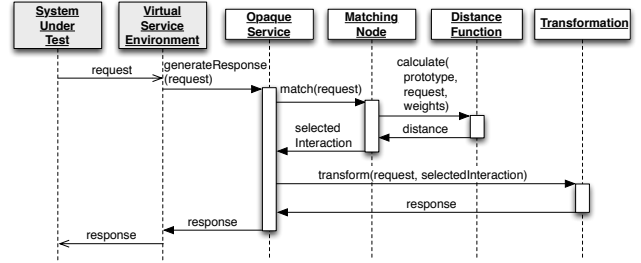 System
Under
Test
Virtual
Service
Environment
Opaque
Service
Matching
Node
Distance
Function
Transformation
request
generateResponse
(request)
match(request)
calculate(
prototype,
request,
weights)
distance
selected
Interaction
transform(request, selectedInteraction)
response
response
response